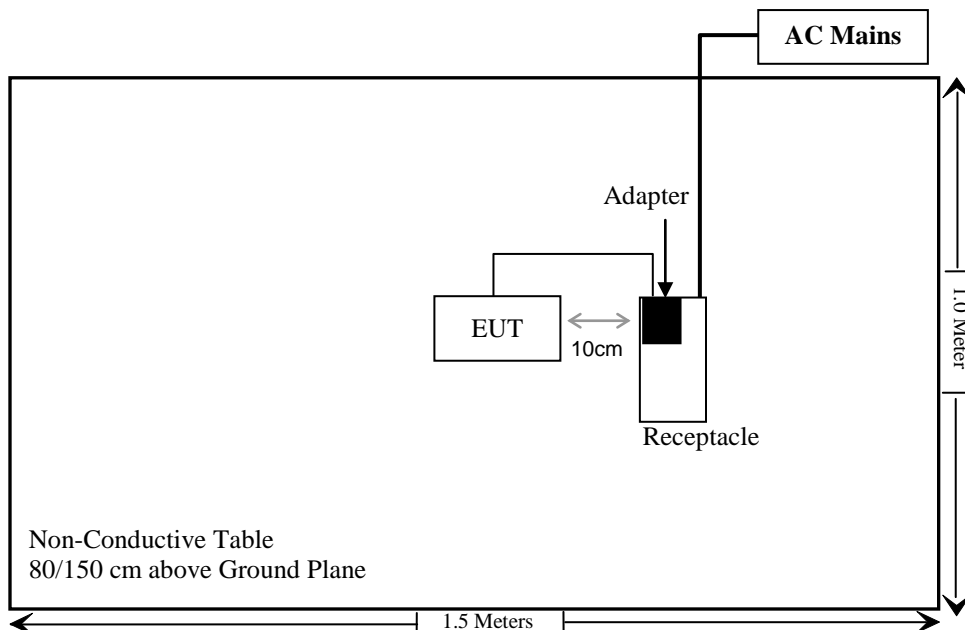 AC Mains
Adapter
EUT
10cm
Receptacle
1.0 Meter
Non-Conductive Table
80/150 cm above Ground Plane
1.5 Meters